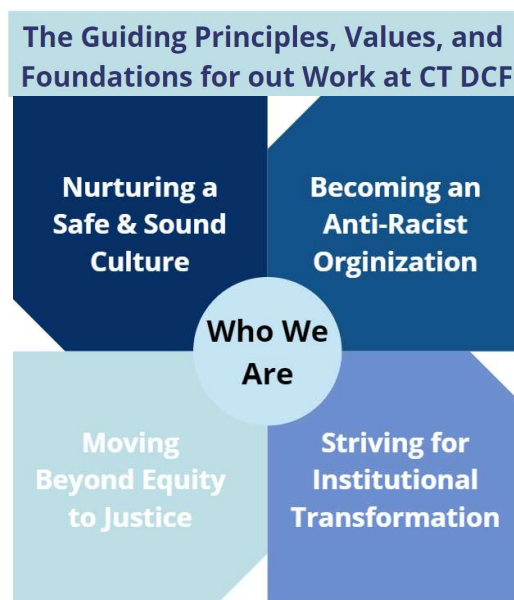 The Guiding Principles, Values, and
Foundations for out Work at CT DCF
Nurturing a
Safe & Sound
Culture
Becoming an
Anti-Racist
Orginization
Who We
Are
Moving
Beyond Equity
to Justice
Striving for
Institutional
Transformation